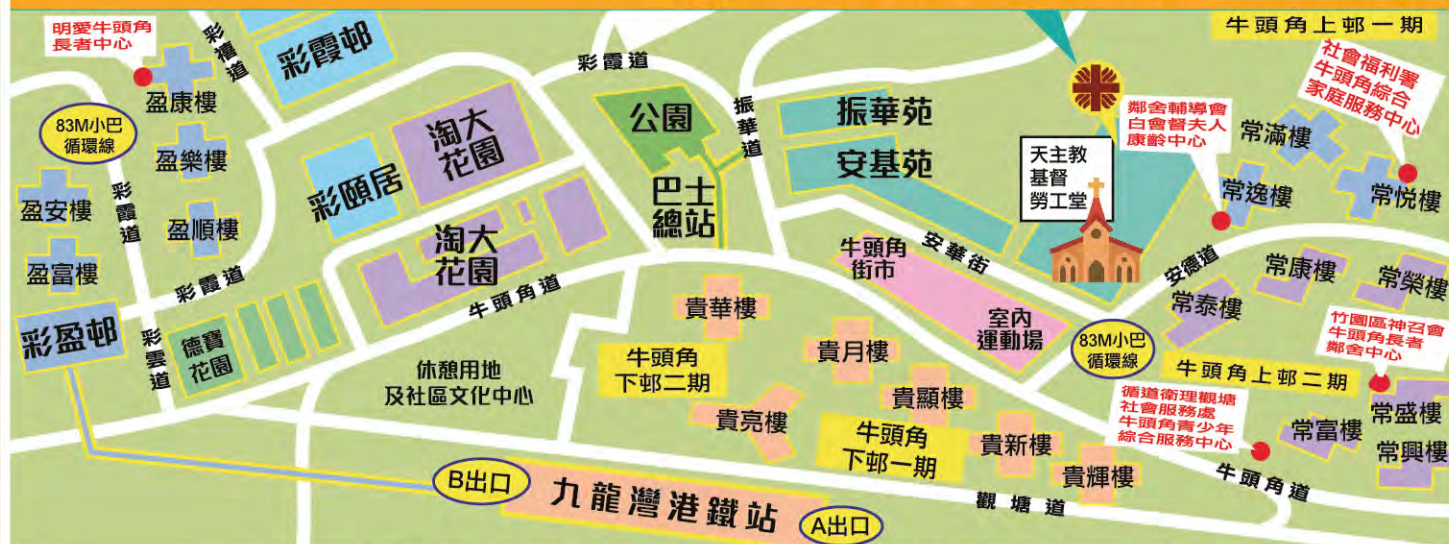 明愛牛頭角
長者中心
彩禧道
彩霞邨
彩霞道
牛頭角上邨一期
社會福利署
牛頭角綜合
家庭服務中心
盈康樓
83M小巴
循環線
盈樂樓
盈安樓
盈順樓
盈富樓
彩霞道
彩霞道
彩盈邨
彩雲道
德寶
花園
淘大
花園
彩頤居
淘大
花園
公園
巴士
總站
振華道
振華苑
安基苑
天主教
基督
勞工堂
鄰舍輔導會
白會督夫人
康齡中心
常滿樓
常逸樓
常悦樓
安華街
安德道
牛頭角
街市
室內
運動場
常泰樓
常康樓
常榮樓
竹園區神召會
牛頭角長者
鄰舍中心
83M小巴
循環線
牛頭角上邨二期
循道衛理觀塘
社會服務處
牛頭角青少年
綜合服務中心
常富樓
常盛樓
常興樓
牛頭角道
牛頭角道
休憩用地
及社區文化中心
貴華樓
牛頭角
下邨二期
貴月樓
貴亮樓
貴顯樓
牛頭角
下邨一期
貴新樓
貴輝樓
觀塘道
B出口
九龍灣港鐵站
A出口